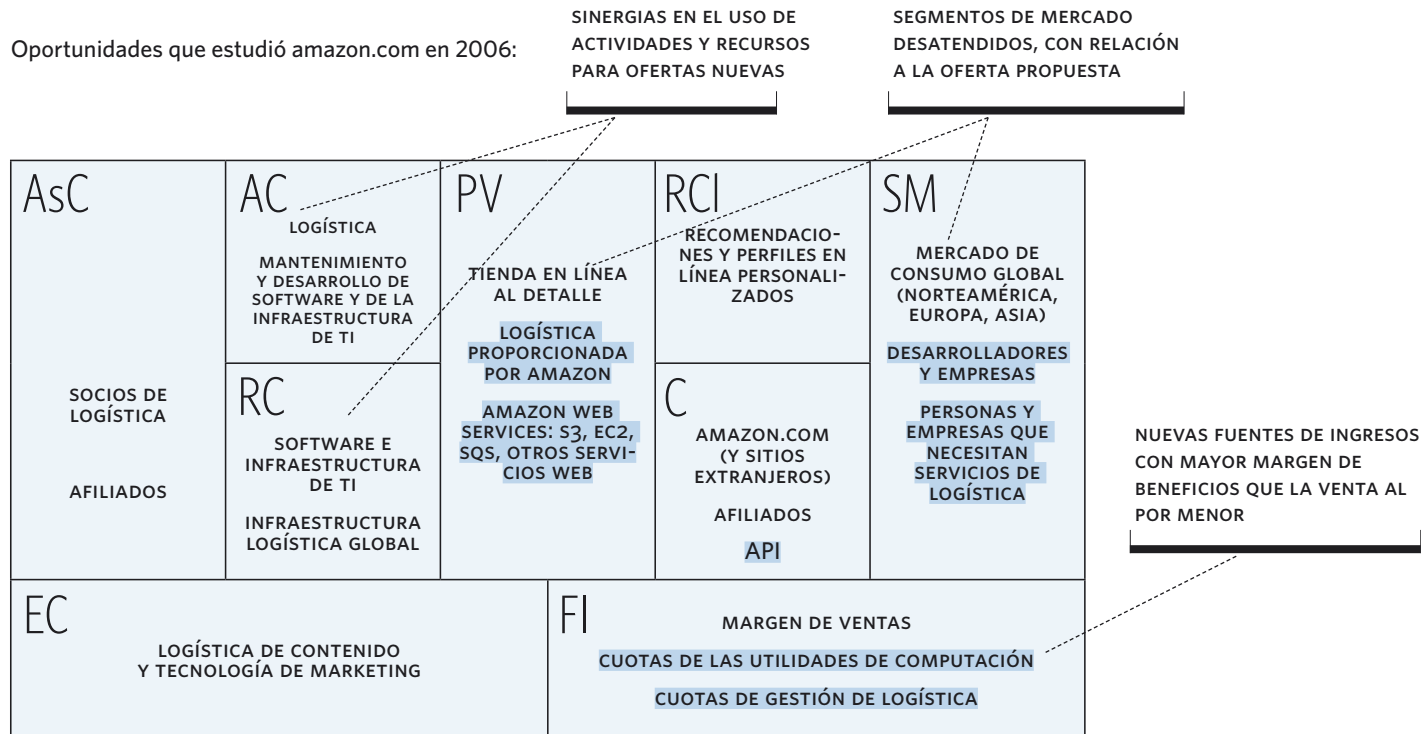 Oportunidades que estudió amazon.com en 2006:
SINERGIAS EN EL USO DE
ACTIVIDADES Y RECURSOS
PARA OFERTAS NUEVAS
SEGMENTOS DE MERCADO
DESATENDIDOS, CON RELACIÓN
A LA OFERTA PROPUESTA
AsC
SOCIOS DE
LOGÍSTICA
AFILIADOS
AC
LOGÍSTICA
MANTENIMIENTO
Y DESARROLLO DE
SOFTWARE Y DE LA
INFRAESTRUCTURA
DE TI
RC
SOFTWARE E
INFRAESTRUCTURA
DE TI
INFRAESTRUCTURA
LOGÍSTICA GLOBAL
PV
TIENDA EN LÍNEA
AL DETALLE
LOGÍSTICA
PROPORCIONADA
POR AMAZON
AMAZON WEB
SERVICES: S3, EC2,
SQS, OTROS SERVI-
CIOS WEB
RCl
RECOMENDACIO-
NES Y PERFILES EN
LÍNEA PERSONALI-
ZADOS
C
AMAZON.COM
(Y SITIOS
EXTRANJEROS)
AFILIADOS
API
SM
MERCADO DE
CONSUMO GLOBAL
(NORTEAMÉRICA,
EUROPA, ASIA)
DESARROLLADORES
Y EMPRESAS
PERSONAS Y
EMPRESAS QUE
NECESITAN
SERVICIOS DE
LOGÍSTICA
NUEVAS FUENTES DE INGRESOS
CON MAYOR MARGEN DE
BENEFICIOS QUE LA VENTA AL
POR MENOR
EC
LOGÍSTICA DE CONTENIDO
Y TECNOLOGÍA DE MARKETING
FI
MARGEN DE VENTAS
CUOTAS DE LAS UTILIDADES DE COMPUTACIÓN
CUOTAS DE GESTIÓN DE LOGÍSTICA